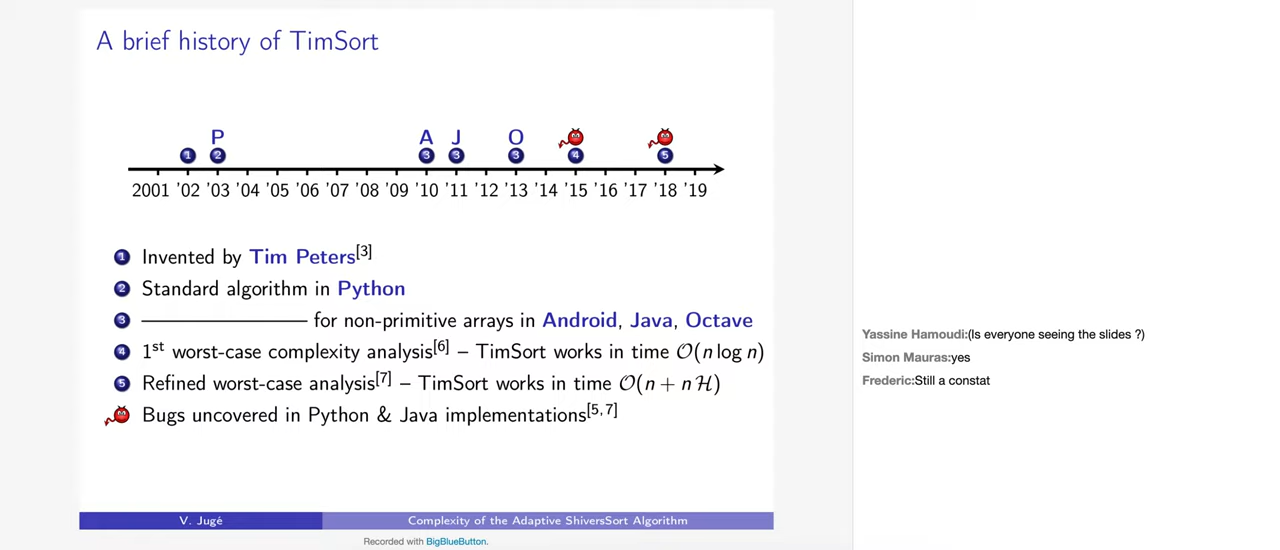 A brief history of TimSort
P A J O
1 2 3 3 3 4 5
2001 '02 '03 '04 '05 '06 '07 '08 '09 '10 '11 '12 '13 '14 '15 '16 '17 '18 '19
1 Invented by Tim Peters[3]
2 Standard algorithm in Python
3 ——————— for non-primitive arrays in Android, Java, Octave
4 1st worst-case complexity analysis[6] – TimSort works in time O(n log n)
5 Refined worst-case analysis[7] – TimSort works in time O(n + n H)
Bugs uncovered in Python & Java implementations[5,7]
V. Jugé Complexity of the Adaptive ShiversSort Algorithm
Recorded with BigBlueButton.
Yassine Hamoudi:(Is everyone seeing the slides ?)
Simon Mauras:yes
Frederic:Still a constat